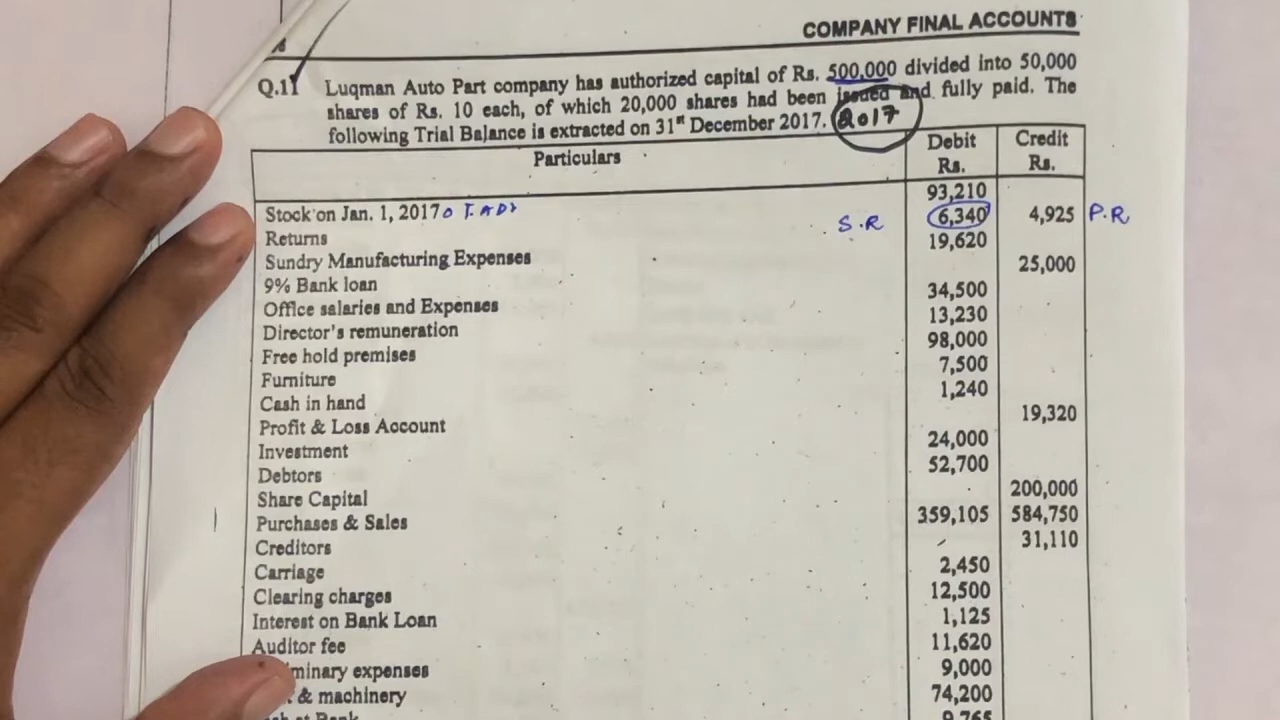 COMPANY FINAL ACCOUNTS
Q.11 Luqman Auto Part company has authorized capital of Rs. 500,000 divided into 50,000
shares of Rs. 10 each, of which 20,000 shares had been issued and fully paid. The
following Trial Balance is extracted on 31st December 2017. 2017
Particulars Debit Rs. Credit Rs.
Stock on Jan. 1, 2017 93,210
Returns S.R 6,340 4,925 P.R
Sundry Manufacturing Expenses 19,620
9% Bank loan 25,000
Office salaries and Expenses 34,500
Director's remuneration 13,230
Free hold premises 98,000
Furniture 7,500
Cash in hand 1,240
Profit & Loss Account 19,320
Investment 24,000
Debtors 52,700
Share Capital 200,000
Purchases & Sales 359,105 584,750
Creditors 31,110
Carriage 2,450
Clearing charges 12,500
Interest on Bank Loan 1,125
Auditor fee 11,620
expenses 9,000
& machinery 74,200
at Bank 9,765